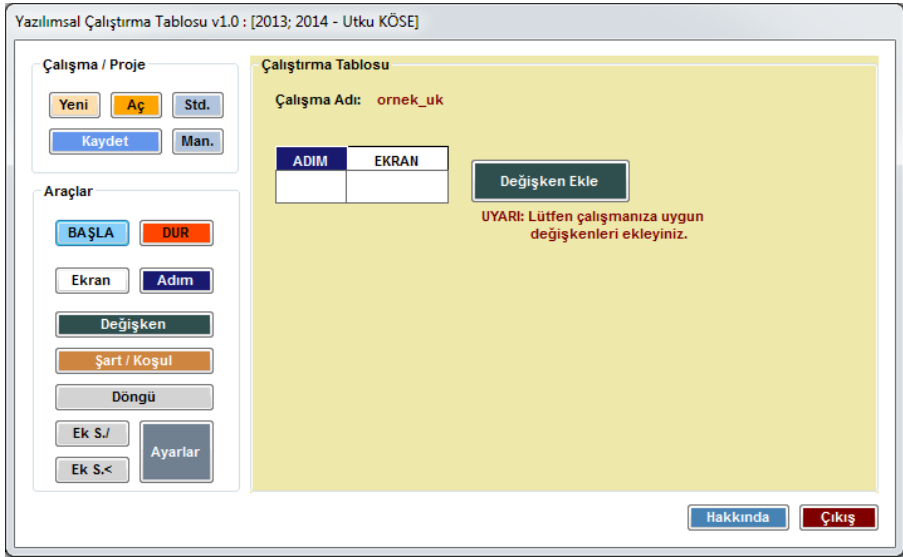 Yazılımsal Çalıştırma Tablosu v1.0 : [2013; 2014 - Utku KÖSE]
Çalışma / Proje
Yeni Aç Std.
Kaydet Man.
Araçlar
BAŞLA DUR
Ekran Adım
Değişken
Şart / Koşul
Döngü
Ek S./
Ek S.<
Ayarlar
Çalıştırma Tablosu
Çalışma Adı: ornek_uk
ADIM EKRAN
Değişken Ekle
UYARI: Lütfen çalışmanıza uygun
değişkenleri ekleyiniz.
Hakkında Çıkış